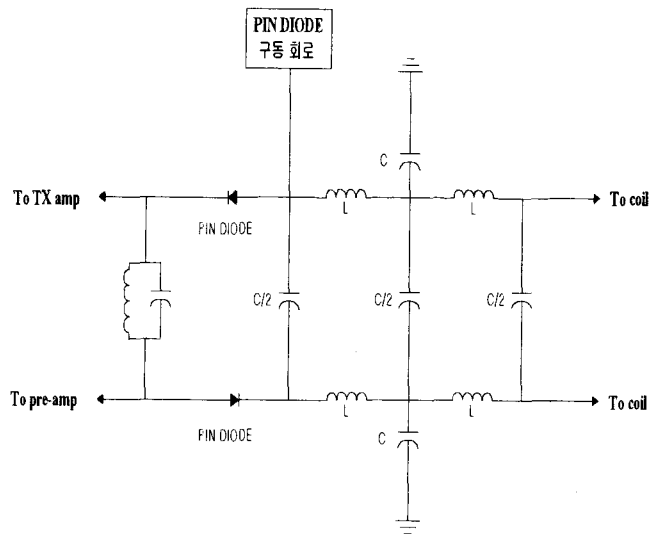 PIN DIODE
구동 회로
C
To TX amp
To coil
L
L
PIN DIODE
C/2
C/2
C/2
To pre-amp
To coil
L
L
PIN DIODE
C